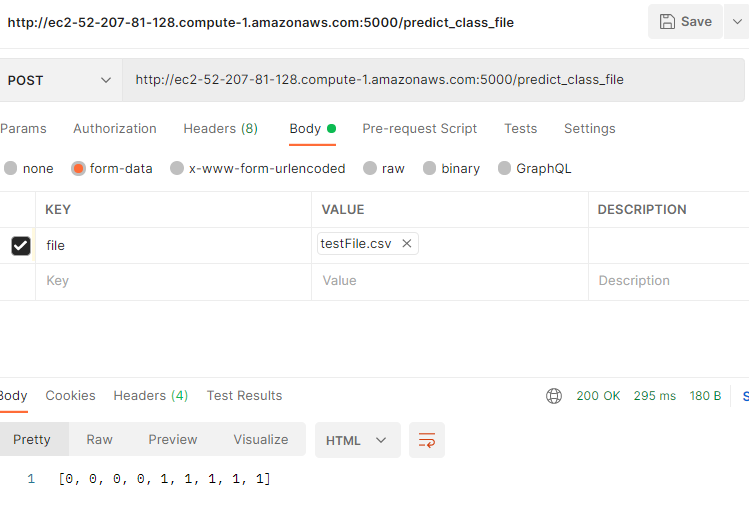 http://ec2-52-207-81-128.compute-1.amazonaws.com:5000/predict_class_file Save
POST http://ec2-52-207-81-128.compute-1.amazonaws.com:5000/predict_class_file
Params Authorization Headers (8) Body Pre-request Script Tests Settings
none form-data x-www-form-urlencoded raw binary GraphQL
KEY VALUE DESCRIPTION
file testFile.csv
Key Value Description
Body Cookies Headers (4) Test Results 200 OK 295 ms 180 B S
Pretty Raw Preview Visualize HTML
1 [0, 0, 0, 0, 1, 1, 1, 1, 1]